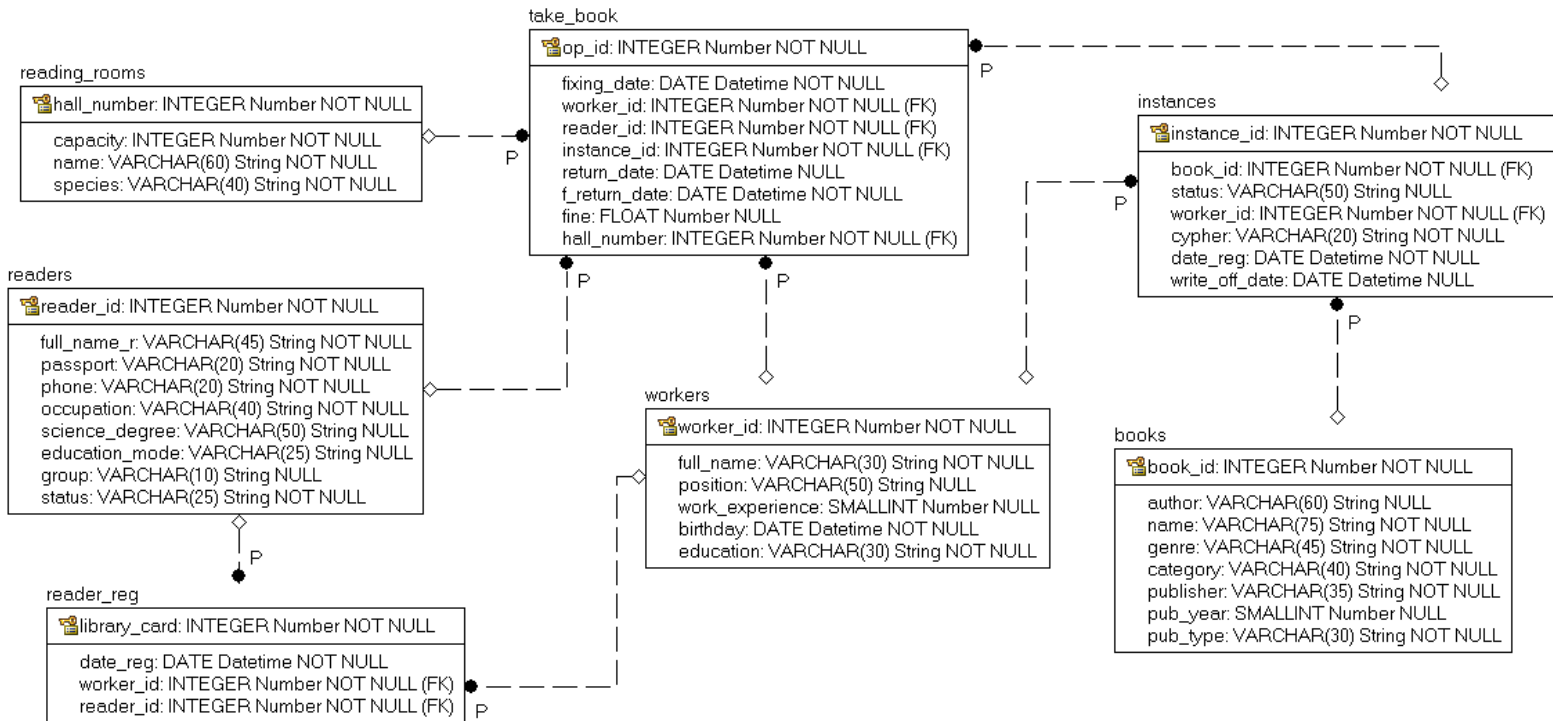 take_book
op_id: INTEGER Number NOT NULL
fixing_date: DATE Datetime NOT NULL
worker_id: INTEGER Number NOT NULL (FK)
reader_id: INTEGER Number NOT NULL (FK)
instance_id: INTEGER Number NOT NULL (FK)
return_date: DATE Datetime NULL
f_return_date: DATE Datetime NOT NULL
fine: FLOAT Number NULL
hall_number: INTEGER Number NOT NULL (FK)
P
P
P
P
reading_rooms
hall_number: INTEGER Number NOT NULL
capacity: INTEGER Number NOT NULL
name: VARCHAR(60) String NOT NULL
species: VARCHAR(40) String NOT NULL
instances
instance_id: INTEGER Number NOT NULL
book_id: INTEGER Number NOT NULL (FK)
status: VARCHAR(50) String NULL
worker_id: INTEGER Number NOT NULL (FK)
cypher: VARCHAR(20) String NOT NULL
date_reg: DATE Datetime NOT NULL
write_off_date: DATE Datetime NULL
P
P
readers
reader_id: INTEGER Number NOT NULL
full_name_r: VARCHAR(45) String NOT NULL
passport: VARCHAR(20) String NOT NULL
phone: VARCHAR(20) String NOT NULL
occupation: VARCHAR(40) String NOT NULL
science_degree: VARCHAR(50) String NULL
education_mode: VARCHAR(25) String NULL
group: VARCHAR(10) String NULL
status: VARCHAR(25) String NOT NULL
P
workers
worker_id: INTEGER Number NOT NULL
full_name: VARCHAR(30) String NOT NULL
position: VARCHAR(50) String NULL
work_experience: SMALLINT Number NULL
birthday: DATE Datetime NOT NULL
education: VARCHAR(30) String NOT NULL
books
book_id: INTEGER Number NOT NULL
author: VARCHAR(60) String NULL
name: VARCHAR(75) String NOT NULL
genre: VARCHAR(45) String NOT NULL
category: VARCHAR(40) String NOT NULL
publisher: VARCHAR(35) String NOT NULL
pub_year: SMALLINT Number NULL
pub_type: VARCHAR(30) String NOT NULL
reader_reg
library_card: INTEGER Number NOT NULL
date_reg: DATE Datetime NOT NULL
worker_id: INTEGER Number NOT NULL (FK)
reader_id: INTEGER Number NOT NULL (FK)
P